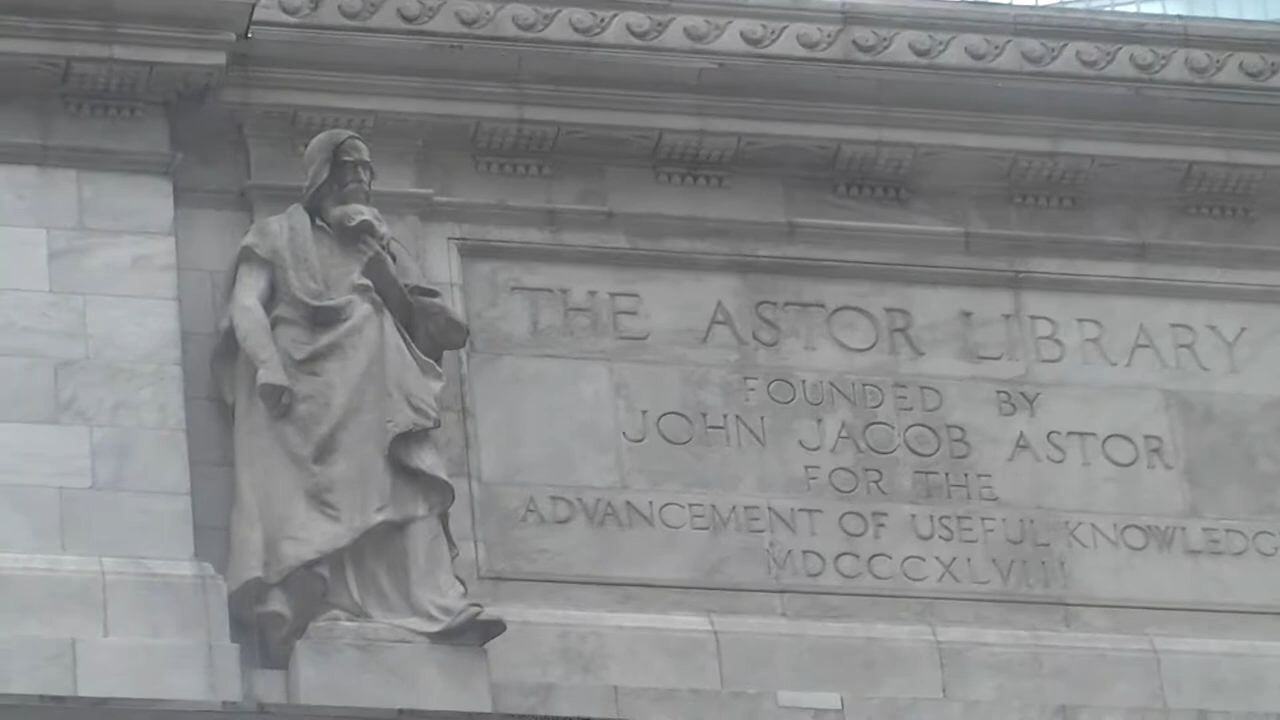 THE ASTOR LIBRARY
FOUNDED BY
JOHN JACOB ASTOR
FOR THE
ADVANCEMENT OF USEFUL KNOWLEDG
MDCCCXLVIII